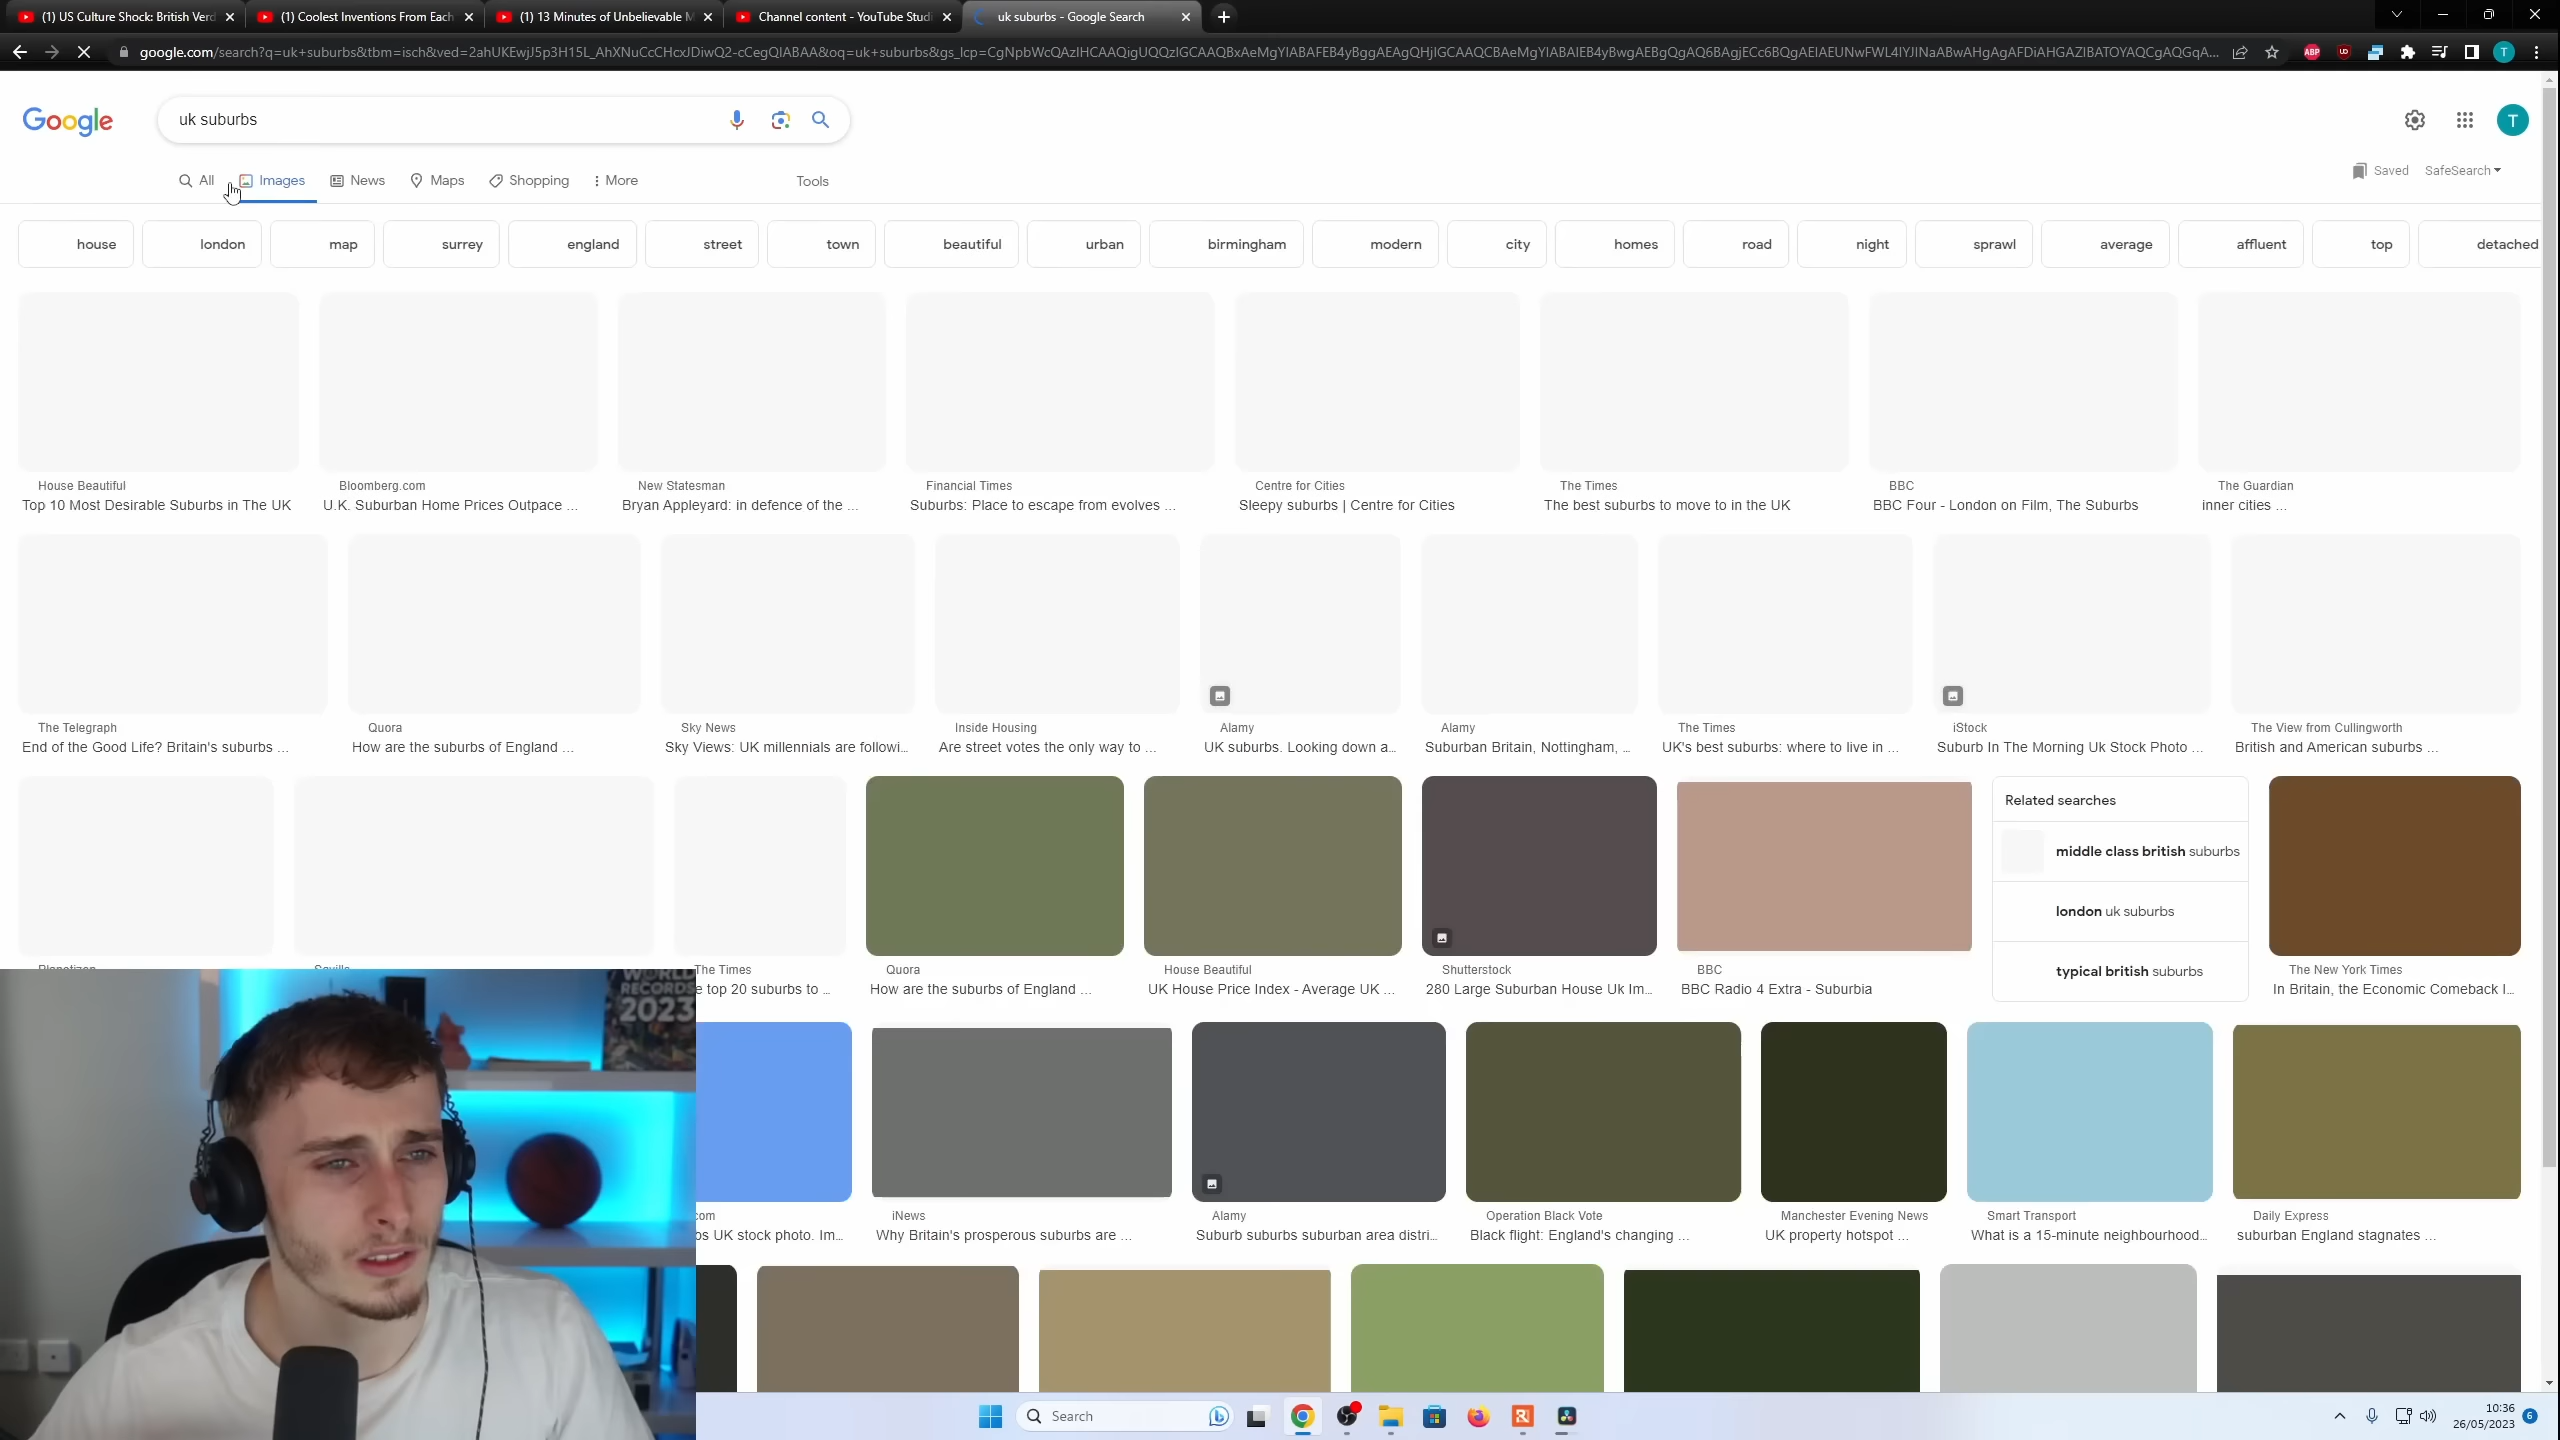 (1) US Culture Shock: British Verd
(1) Coolest Inventions From Each
(1) 13 Minutes of Unbelievable M
Channel content - YouTube Studi
uk suburbs - Google Search
Google
uk suburbs
T
All
Images
News
Maps
Shopping
More
Tools
Saved
SafeSearch
house
london
map
surrey
england
street
town
beautiful
urban
birmingham
modern
city
homes
road
night
sprawl
average
affluent
top
detached
House Beautiful
Top 10 Most Desirable Suburbs in The UK
Bloomberg.com
U.K. Suburban Home Prices Outpace ...
New Statesman
Bryan Appleyard: in defence of the ...
Financial Times
Suburbs: Place to escape from evolves ...
Centre for Cities
Sleepy suburbs | Centre for Cities
The Times
The best suburbs to move to in the UK
BBC
BBC Four - London on Film, The Suburbs
The Guardian
inner cities ...
The Telegraph
End of the Good Life? Britain's suburbs ...
Quora
How are the suburbs of England ...
Sky News
Sky Views: UK millennials are followi...
Inside Housing
Are street votes the only way to ...
Alamy
UK suburbs. Looking down a...
Alamy
Suburban Britain, Nottingham, ...
The Times
UK's best suburbs: where to live in ...
iStock
Suburb In The Morning Uk Stock Photo ...
The View from Cullingworth
British and American suburbs ...
The Times
e top 20 suburbs to ...
Quora
How are the suburbs of England ...
House Beautiful
UK House Price Index - Average UK ...
Shutterstock
280 Large Suburban House Uk Im...
BBC
BBC Radio 4 Extra - Suburbia
Related searches
middle class british suburbs
london uk suburbs
typical british suburbs
The New York Times
In Britain, the Economic Comeback I...
WORLD
RECORDS
2023
com
bs UK stock photo. Im...
iNews
Why Britain's prosperous suburbs are ...
Alamy
Suburb suburbs suburban area distri...
Operation Black Vote
Black flight: England's changing ...
Manchester Evening News
UK property hotspot ...
Smart Transport
What is a 15-minute neighbourhood...
Daily Express
suburban England stagnates ...
Search
10:36
26/05/2023
6